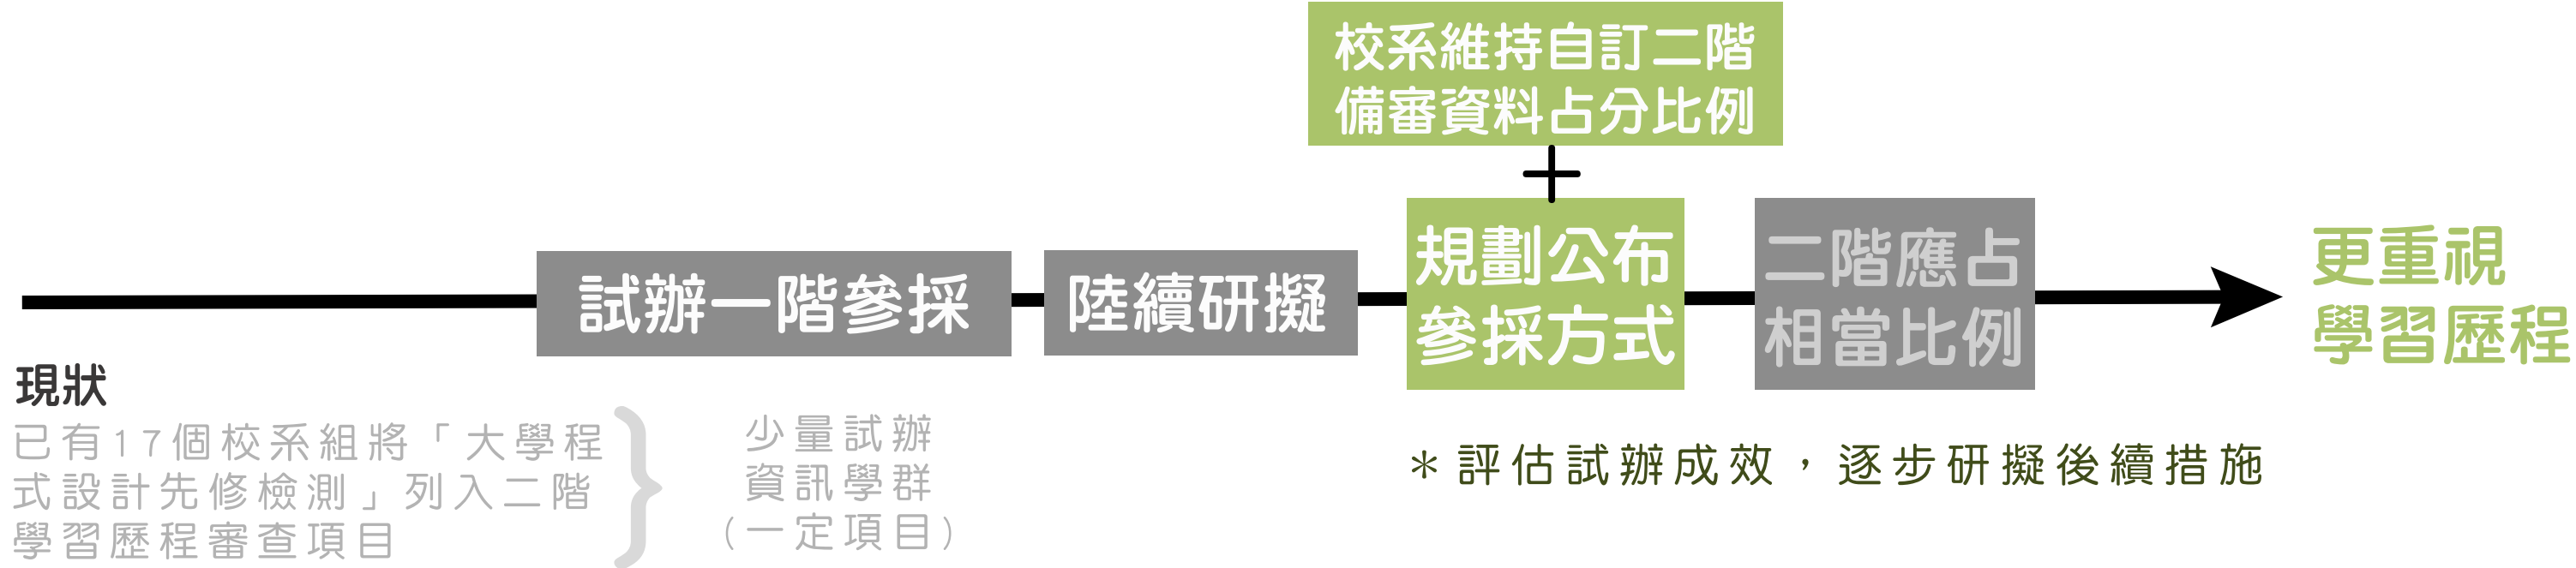 校系維持自訂二階
備審資料占分比例
試辦一階參採
陸續研擬
規劃公布
參採方式
二階應占
相當比例
更重視
學習歷程
現狀
已有17個校系組將「大學程
式設計先修檢測」列入二階
學習歷程審查項目
少量試辦
資訊學群
(一定項目)
＊評估試辦成效，逐步研擬後續措施